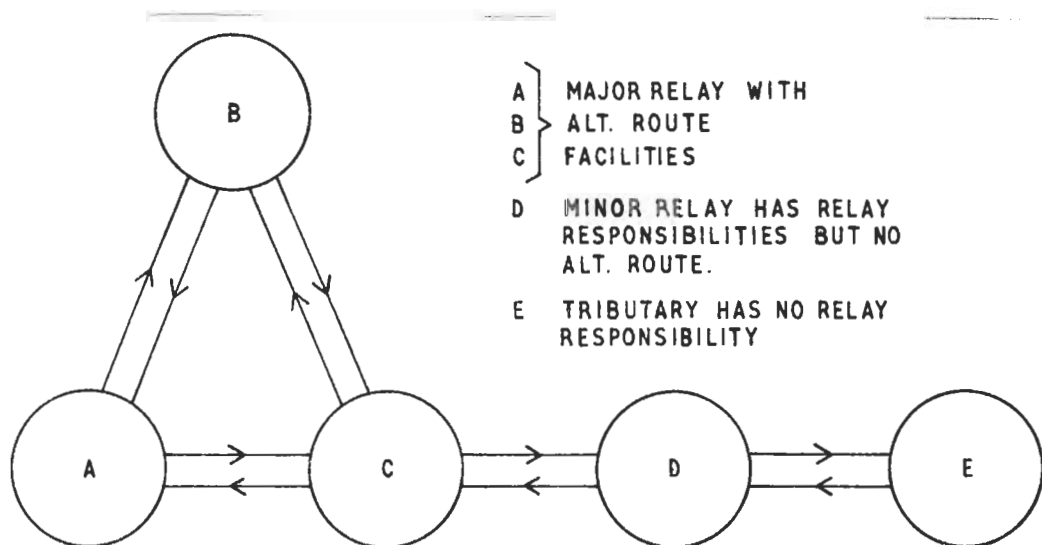 B
A MAJOR RELAY WITH
B ALT. ROUTE
C FACILITIES
D MINOR RELAY HAS RELAY
RESPONSIBILITIES BUT NO
ALT. ROUTE.
E TRIBUTARY HAS NO RELAY
RESPONSIBILITY
A C D E